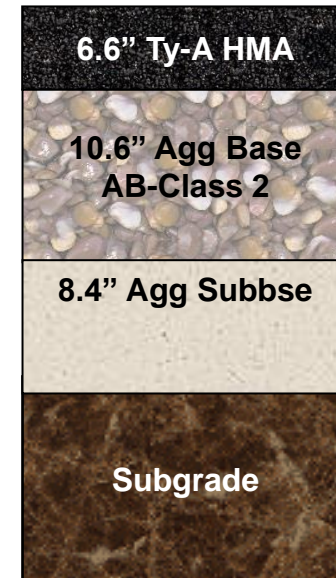 6.6” Ty-A HMA
10.6” Agg Base
AB-Class 2
8.4” Agg Subbse
Subgrade